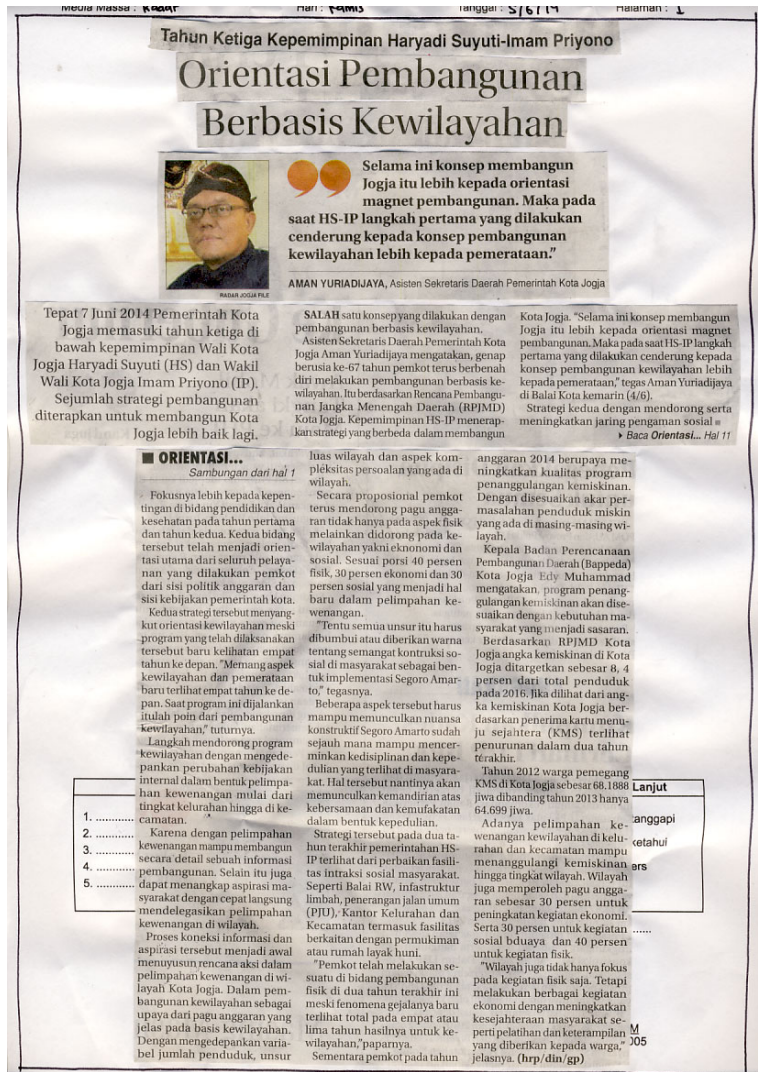 Media Massa : Radar Hari : Kamis Tanggal : 5/6/14 Halaman : 1
Tahun Ketiga Kepemimpinan Haryadi Suyuti-Imam Priyono
Orientasi Pembangunan
Berbasis Kewilayahan
Selama ini konsep membangun
Jogja itu lebih kepada orientasi
magnet pembangunan. Maka pada
saat HS-IP langkah pertama yang dilakukan
cenderung kepada konsep pembangunan
kewilayahan lebih kepada pemerataan."
AMAN YURIADIJAYA, Asisten Sekretaris Daerah Pemerintah Kota Jogja
RADAR JOGJA FILE
Tepat 7 Juni 2014 Pemerintah Kota
Jogja memasuki tahun ketiga di
bawah kepemimpinan Wali Kota
Jogja Haryadi Suyuti (HS) dan Wakil
Wali Kota Jogja Imam Priyono (IP).
Sejumlah strategi pembangunan
diterapkan untuk membangun Kota
Jogja lebih baik lagi.
SALAH satu konsep yang dilakukan dengan
pembangunan berbasis kewilayahan.
Asisten Sekretaris Daerah Pemerintah Kota
Jogja Aman Yuriadijaya mengatakan, genap
berusia ke-67 tahun pemkot terus berbenah
diri melakukan pembangunan berbasis ke-
wilayahan. Itu berdasarkan Rencana Pembangu-
nan Jangka Menengah Daerah (RPJMD)
Kota Jogja. Kepemimpinan HS-IP menerap-
kan strategi yang berbeda dalam membangun
Kota Jogja. "Selama ini konsep membangun
Jogja itu lebih kepada orientasi magnet
pembangunan. Maka pada saat HS-IP langkah
pertama yang dilakukan cenderung kepada
konsep pembangunan kewilayahan lebih
kepada pemerataan," tegas Aman Yuriadijaya
di Balai Kota kemarin (4/6).
Strategi kedua dengan mendorong serta
meningkatkan jaring pengaman sosial ■
▸ Baca Orientasi... Hal 11
■ ORIENTASI...
Sambungan dari hal 1
Fokusnya lebih kepada kepen-
tingan di bidang pendidikan dan
kesehatan pada tahun pertama
dan tahun kedua. Kedua bidang
tersebut telah menjadi orien-
tasi utama dari seluruh pelaya-
nan yang dilakukan pemkot
dari sisi politik anggaran dan
sisi kebijakan pemerintah kota.
Kedua strategi tersebut menyang-
kut orientasi kewilayahan meski
program yang telah dilaksanakan
tersebut baru kelihatan empat
tahun ke depan. "Memang aspek
kewilayahan dan pemerataan
baru terlihat empat tahun ke de-
pan. Saat program ini dijalankan
itulah poin dari pembangunan
kewilayahan," tuturnya.
Langkah mendorong program
kewilayahan dengan mengede-
pankan perubahan kebijakan
internal dalam bentuk pelimpa-
han kewenangan mulai dari
tingkat kelurahan hingga di ke-
camatan.
Karena dengan pelimpahan
kewenangan mampu membangun
secara detail sebuah informasi
pembangunan. Selain itu juga
dapat menangkap aspirasi ma-
syarakat dengan cepat langsung
mendelegasikan pelimpahan
kewenangan di wilayah.
Proses koneksi informasi dan
aspirasi tersebut menjadi awal
menuyusun rencana aksi dalam
pelimpahan kewenangan di wi-
layah Kota Jogja. Dalam pem-
bangunan kewilayahan sebagai
upaya dari pagu anggaran yang
jelas pada basis kewilayahan.
Dengan mengedepankan varia-
bel jumlah penduduk, unsur
luas wilayah dan aspek kom-
pleksitas persoalan yang ada di
wilayah.
Secara proposional pemkot
terus mendorong pagu angga-
ran tidak hanya pada aspek fisik
melainkan didorong pada ke-
wilayahan yakni eknonomi dan
sosial. Sesuai porsi 40 persen
fisik, 30 persen ekonomi dan 30
persen sosial yang menjadi hal
baru dalam pelimpahan ke-
wenangan.
"Tentu semua unsur itu harus
dibumbui atau diberikan warna
tentang semangat kontruksi so-
sial di masyarakat sebagai ben-
tuk implementasi Segoro Amar-
to," tegasnya.
Beberapa aspek tersebut harus
mampu memunculkan nuansa
konstruktif Segoro Amarto sudah
sejauh mana mampu mencer-
minkan kedisiplinan dan kepe-
dulian yang terlihat di masyara-
kat. Hal tersebut nantinya akan
memunculkan kemandirian atas
kebersamaan dan kemufakatan
dalam bentuk kepedulian.
Strategi tersebut pada dua ta-
hun terakhir pemerintahan HS-
IP terlihat dari perbaikan fasili-
tas intraksi sosial masyarakat.
Seperti Balai RW, infastruktur
limbah, penerangan jalan umum
(PJU), Kantor Kelurahan dan
Kecamatan termasuk fasilitas
berkaitan dengan permukiman
atau rumah layak huni.
"Pemkot telah melakukan se-
suatu di bidang pembangunan
fisik di dua tahun terakhir ini
meski fenomena gejalanya baru
terlihat total pada empat atau
lima tahun hasilnya untuk ke-
wilayahan,"paparnya.
Sementara pemkot pada tahun
anggaran 2014 berupaya me-
ningkatkan kualitas program
penanggulangan kemiskinan.
Dengan disesuaikan akar per-
masalahan penduduk miskin
yang ada di masing-masing wi-
layah.
Kepala Badan Perencanaan
Pembangunan Daerah (Bappeda)
Kota Jogja Edy Muhammad
mengatakan, program penang-
gulangan kemiskinan akan dise-
suaikan dengan kebutuhan ma-
syarakat yang menjadi sasaran.
Berdasarkan RPJMD Kota
Jogja angka kemiskinan di Kota
Jogja ditargetkan sebesar 8, 4
persen dari total penduduk
pada 2016. Jika dilihat dari ang-
ka kemiskinan Kota Jogja ber-
dasarkan penerima kartu menu-
ju sejahtera (KMS) terlihat
penurunan dalam dua tahun
terakhir.
Tahun 2012 warga pemegang
KMS di Kota Jogja sebesar 68.1888
jiwa dibanding tahun 2013 hanya
64.699 jiwa.
Adanya pelimpahan ke-
wenangan kewilayahan di kelu-
rahan dan kecamatan mampu
menanggulangi kemiskinan
hingga tingkat wilayah. Wilayah
juga memperoleh pagu angga-
ran sebesar 30 persen untuk
peningkatan kegiatan ekonomi.
Serta 30 persen untuk kegiatan
sosial bduaya dan 40 persen
untuk kegiatan fisik.
"Wilayah juga tidak hanya fokus
pada kegiatan fisik saja. Tetapi
melakukan berbagai kegiatan
ekonomi dengan meningkatkan
kesejahteraan masyarakat se-
perti pelatihan dan keterampilan
yang diberikan kepada warga,"
jelasnya. (hrp/din/gp)
1. ............
2. ............
3. ............
4. ............
5. ............
Lanjut
tanggapi
ketahui
ers
......
M
005